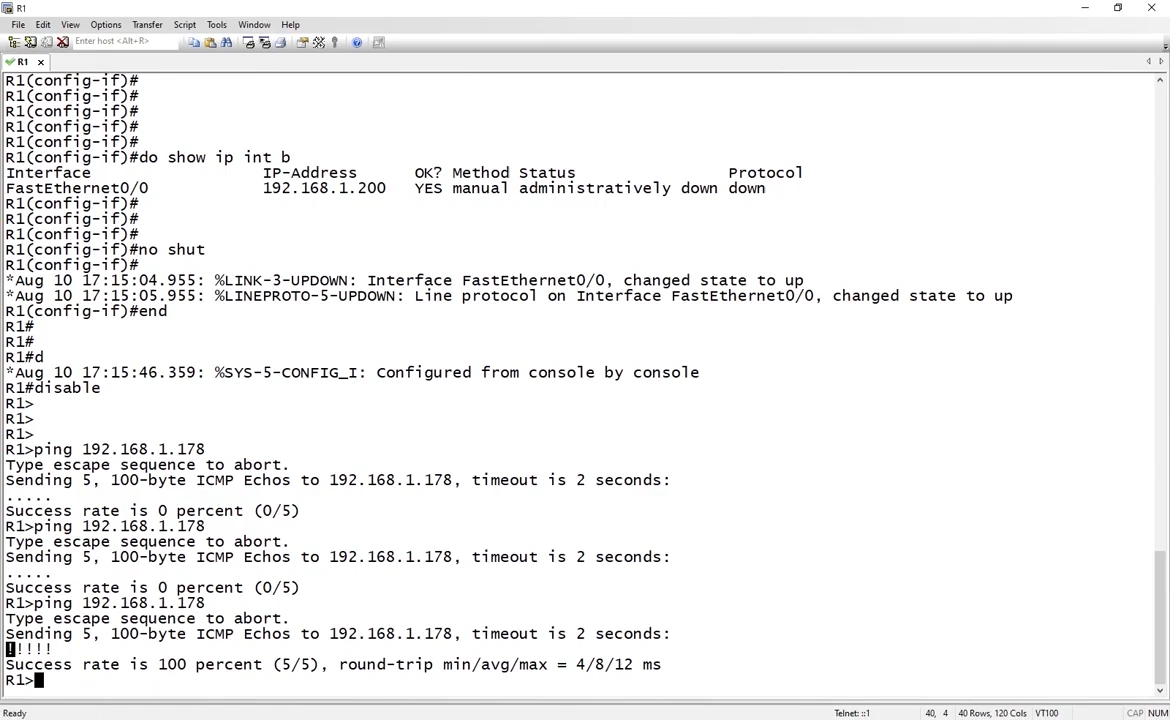 R1
File Edit View Options Transfer Script Tools Window Help
Enter host <Alt+R>
R1
R1(config-if)#
R1(config-if)#
R1(config-if)#
R1(config-if)#
R1(config-if)#
R1(config-if)#do show ip int b
Interface IP-Address OK? Method Status Protocol
FastEthernet0/0 192.168.1.200 YES manual administratively down down
R1(config-if)#
R1(config-if)#
R1(config-if)#
R1(config-if)#no shut
R1(config-if)#
*Aug 10 17:15:04.955: %LINK-3-UPDOWN: Interface FastEthernet0/0, changed state to up
*Aug 10 17:15:05.955: %LINEPROTO-5-UPDOWN: Line protocol on Interface FastEthernet0/0, changed state to up
R1(config-if)#end
R1#
R1#
R1#d
*Aug 10 17:15:46.359: %SYS-5-CONFIG_I: Configured from console by console
R1#disable
R1>
R1>
R1>
R1>ping 192.168.1.178
Type escape sequence to abort.
Sending 5, 100-byte ICMP Echos to 192.168.1.178, timeout is 2 seconds:
.....
Success rate is 0 percent (0/5)
R1>ping 192.168.1.178
Type escape sequence to abort.
Sending 5, 100-byte ICMP Echos to 192.168.1.178, timeout is 2 seconds:
.....
Success rate is 0 percent (0/5)
R1>ping 192.168.1.178
Type escape sequence to abort.
Sending 5, 100-byte ICMP Echos to 192.168.1.178, timeout is 2 seconds:
!!!!!
Success rate is 100 percent (5/5), round-trip min/avg/max = 4/8/12 ms
R1>
Ready Telnet: ::1 40, 4 40 Rows, 120 Cols VT100 CAP NUM